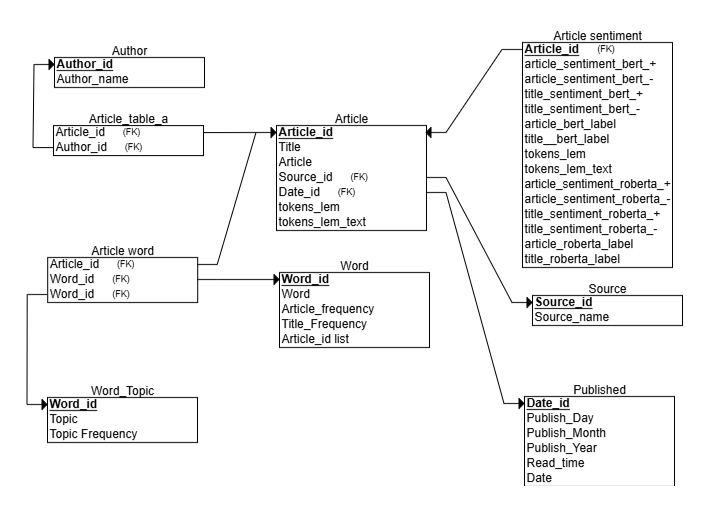 Author
Author_id
Author_name
Article_table_a
Article_id (FK)
Author_id (FK)
Article
Article_id
Title
Article
Source_id (FK)
Date_id (FK)
tokens_lem
tokens_lem_text
Article sentiment
Article_id (FK)
article_sentiment_bert_+
article_sentiment_bert_-
title_sentiment_bert_+
title_sentiment_bert_-
article_bert_label
title__bert_label
tokens_lem
tokens_lem_text
article_sentiment_roberta_+
article_sentiment_roberta_-
title_sentiment_roberta_+
title_sentiment_roberta_-
article_roberta_label
title_roberta_label
Article word
Article_id (FK)
Word_id (FK)
Word_id (FK)
Word
Word_id
Word
Article_frequency
Title_Frequency
Article_id list
Source
Source_id
Source_name
Word_Topic
Word_id
Topic
Topic Frequency
Published
Date_id
Publish_Day
Publish_Month
Publish_Year
Read_time
Date